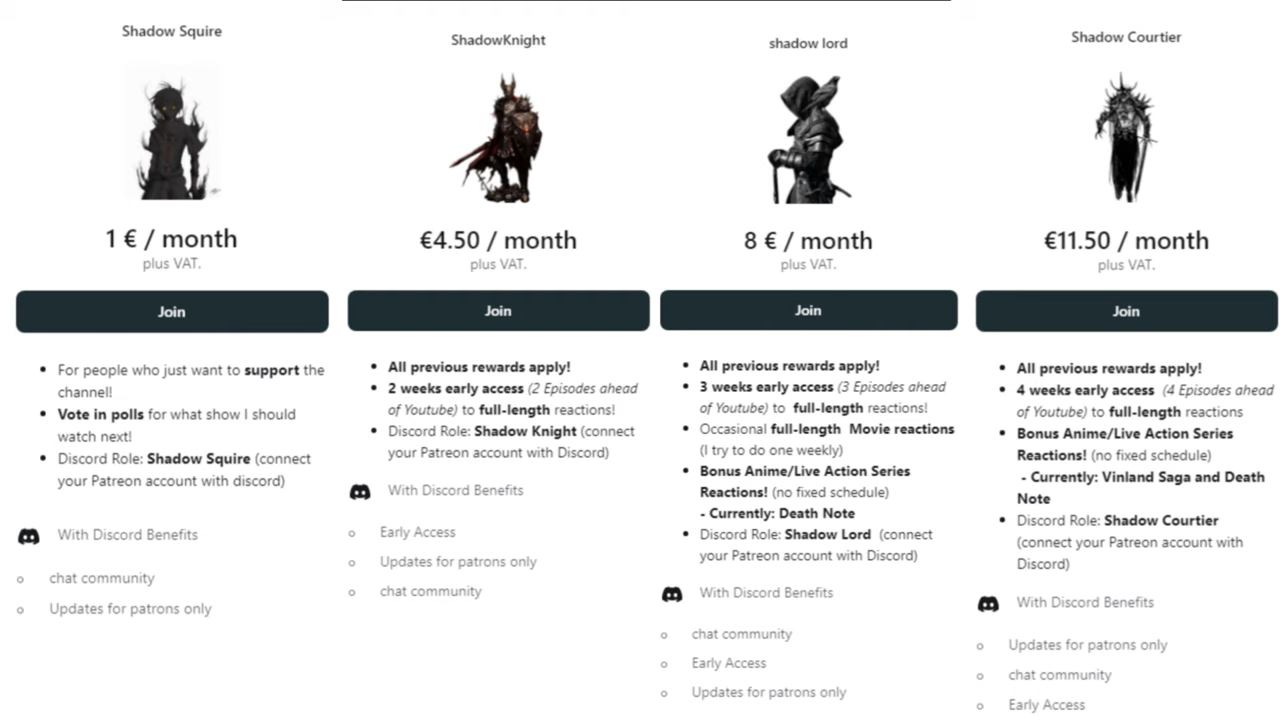 Shadow Squire
1 € / month
plus VAT.
Join
• For people who just want to support the
channel!
• Vote in polls for what show I should
watch next!
• Discord Role: Shadow Squire (connect
your Patreon account with discord)
With Discord Benefits
chat community
Updates for patrons only
ShadowKnight
€4.50 / month
plus VAT.
Join
• All previous rewards apply!
• 2 weeks early access (2 Episodes ahead
of Youtube) to full-length reactions!
• Discord Role: Shadow Knight (connect
your Patreon account with Discord)
With Discord Benefits
Early Access
Updates for patrons only
chat community
shadow lord
8 € / month
plus VAT.
Join
• All previous rewards apply!
• 3 weeks early access (3 Episodes ahead
of Youtube) to full-length reactions!
• Occasional full-length Movie reactions
(I try to do one weekly)
• Bonus Anime/Live Action Series
Reactions! (no fixed schedule)
- Currently: Death Note
• Discord Role: Shadow Lord (connect
your Patreon account with Discord)
With Discord Benefits
chat community
Early Access
Updates for patrons only
Shadow Courtier
€11.50 / month
plus VAT.
Join
• All previous rewards apply!
• 4 weeks early access (4 Episodes ahead
of Youtube) to full-length reactions
• Bonus Anime/Live Action Series
Reactions! (no fixed schedule)
- Currently: Vinland Saga and Death
Note
• Discord Role: Shadow Courtier
(connect your Patreon account with
Discord)
With Discord Benefits
Updates for patrons only
chat community
Early Access